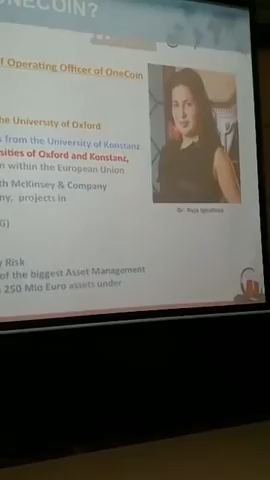 ONECOIN?
f Operating Officer of OneCoin
he University of Oxford
s from the University of Konstanz
sities of Oxford and Konstanz,
n within the European Union
th McKinsey & Company
ny, projects in
G)
y Risk
of the biggest Asset Management
250 Mio Euro assets under
Dr. Ruja Ignatova